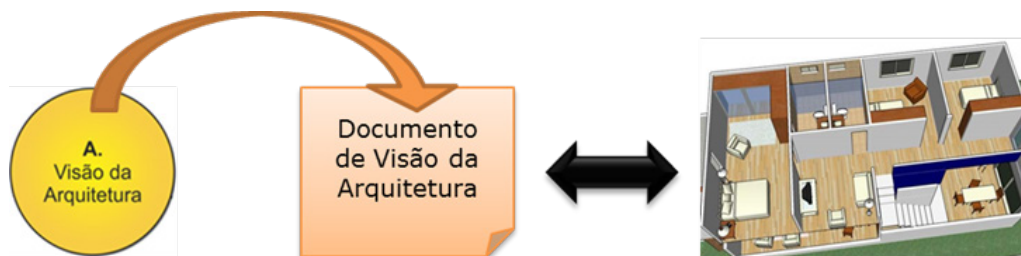 A.
Visão da
Arquitetura
Documento
de Visão da
Arquitetura